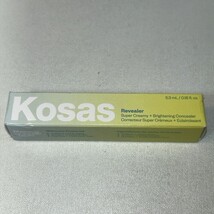 Kosas
Revealer
Super Creamy + Brightening Concealer
Correcteur Super Crémeux + Éclaircissant